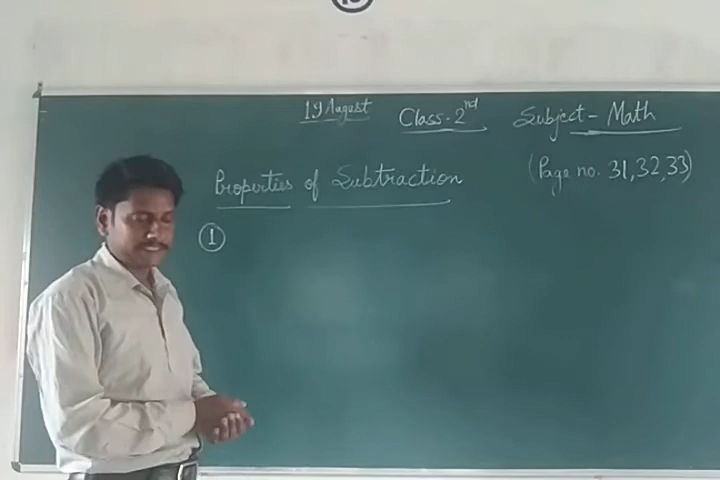 19 August Class-2nd Subject - Math
Properties of Subtraction (Page no. 31,32,33)
1